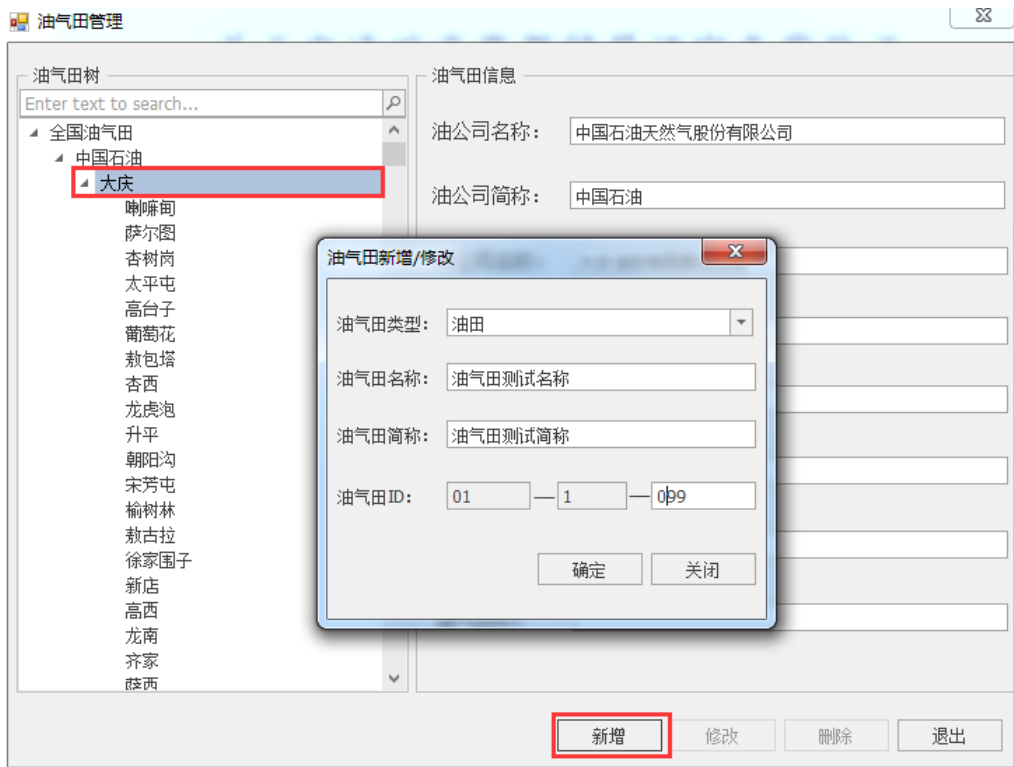 油气田管理
油气田树
Enter text to search...
全国油气田
中国石油
大庆
喇嘛甸
萨尔图
杏树岗
太平屯
高台子
葡萄花
敖包塔
杏西
龙虎泡
升平
朝阳沟
宋芳屯
榆树林
敖古拉
徐家围子
新店
高西
龙南
齐家
萨西
油气田信息
油公司名称： 中国石油天然气股份有限公司
油公司简称： 中国石油
油气田新增/修改
油气田类型： 油田
油气田名称： 油气田测试名称
油气田简称： 油气田测试简称
油气田ID： 01 — 1 — 099
确定 关闭
新增 修改 删除 退出